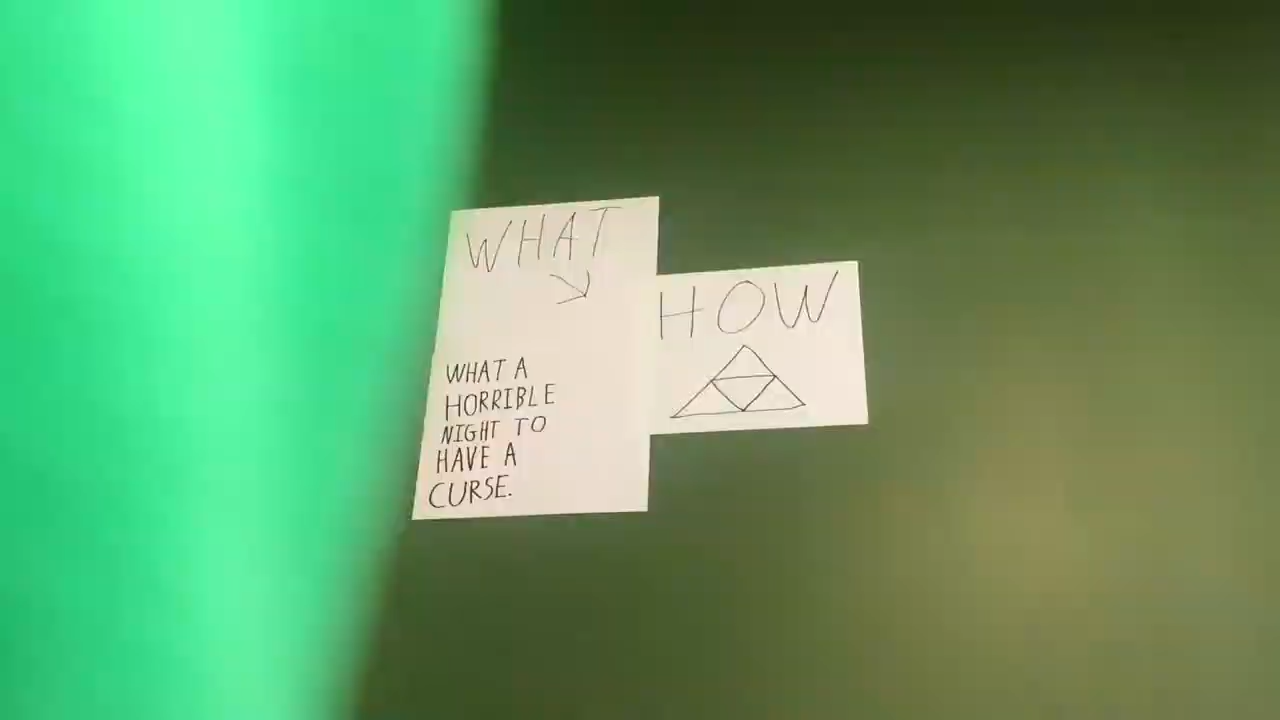 WHAT
WHAT A
HORRIBLE
NIGHT TO
HAVE A
CURSE.
HOW